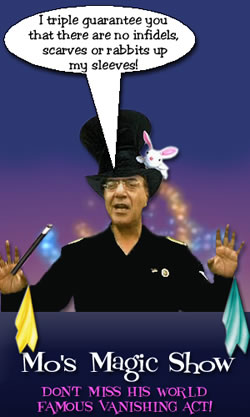 I triple guarantee you
that there are no infidels,
scarves or rabbits up
my sleeves!
Mo's Magic Show
DON'T MISS HIS WORLD
FAMOUS VANISHING ACT!